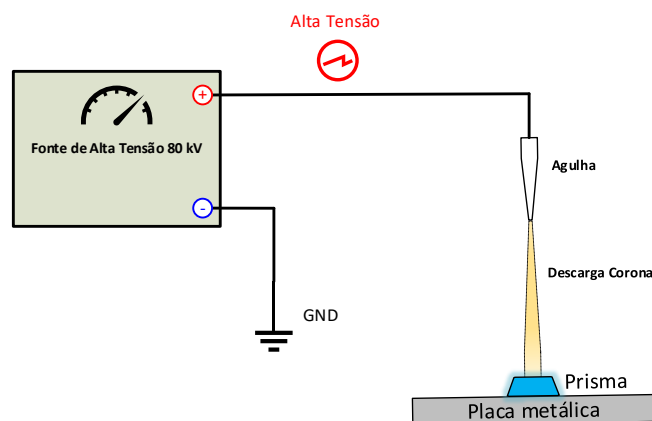 Alta Tensão
+
Fonte de Alta Tensão 80 kV
-
Agulha
Descarga Corona
GND
Prisma
Placa metálica